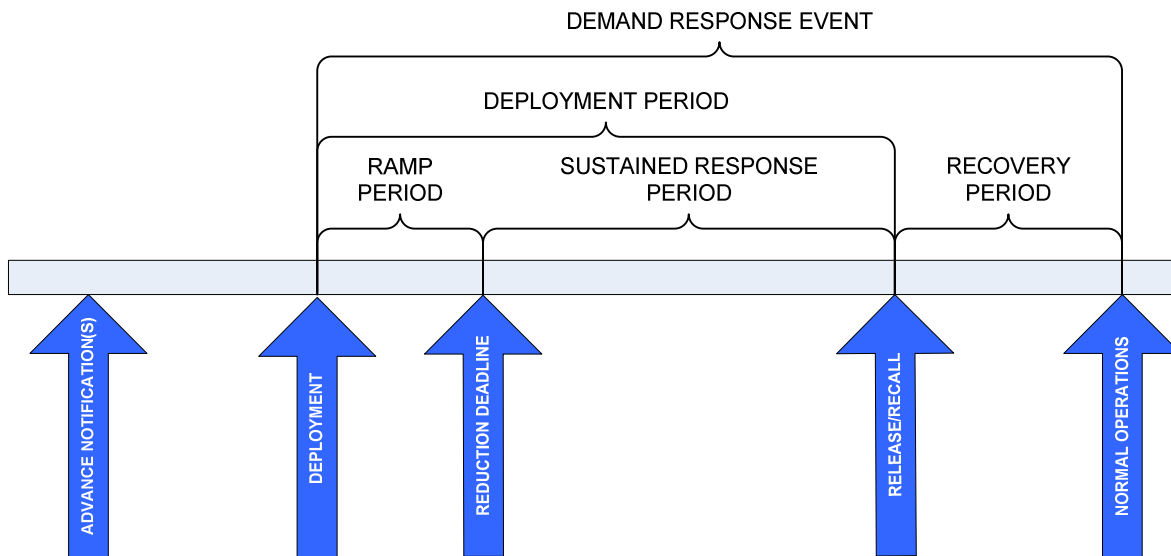 DEMAND RESPONSE EVENT
DEPLOYMENT PERIOD
RAMP
PERIOD
SUSTAINED RESPONSE
PERIOD
RECOVERY
PERIOD
ADVANCE NOTIFICATION(S)
DEPLOYMENT
REDUCTION DEADLINE
RELEASE/RECALL
NORMAL OPERATIONS